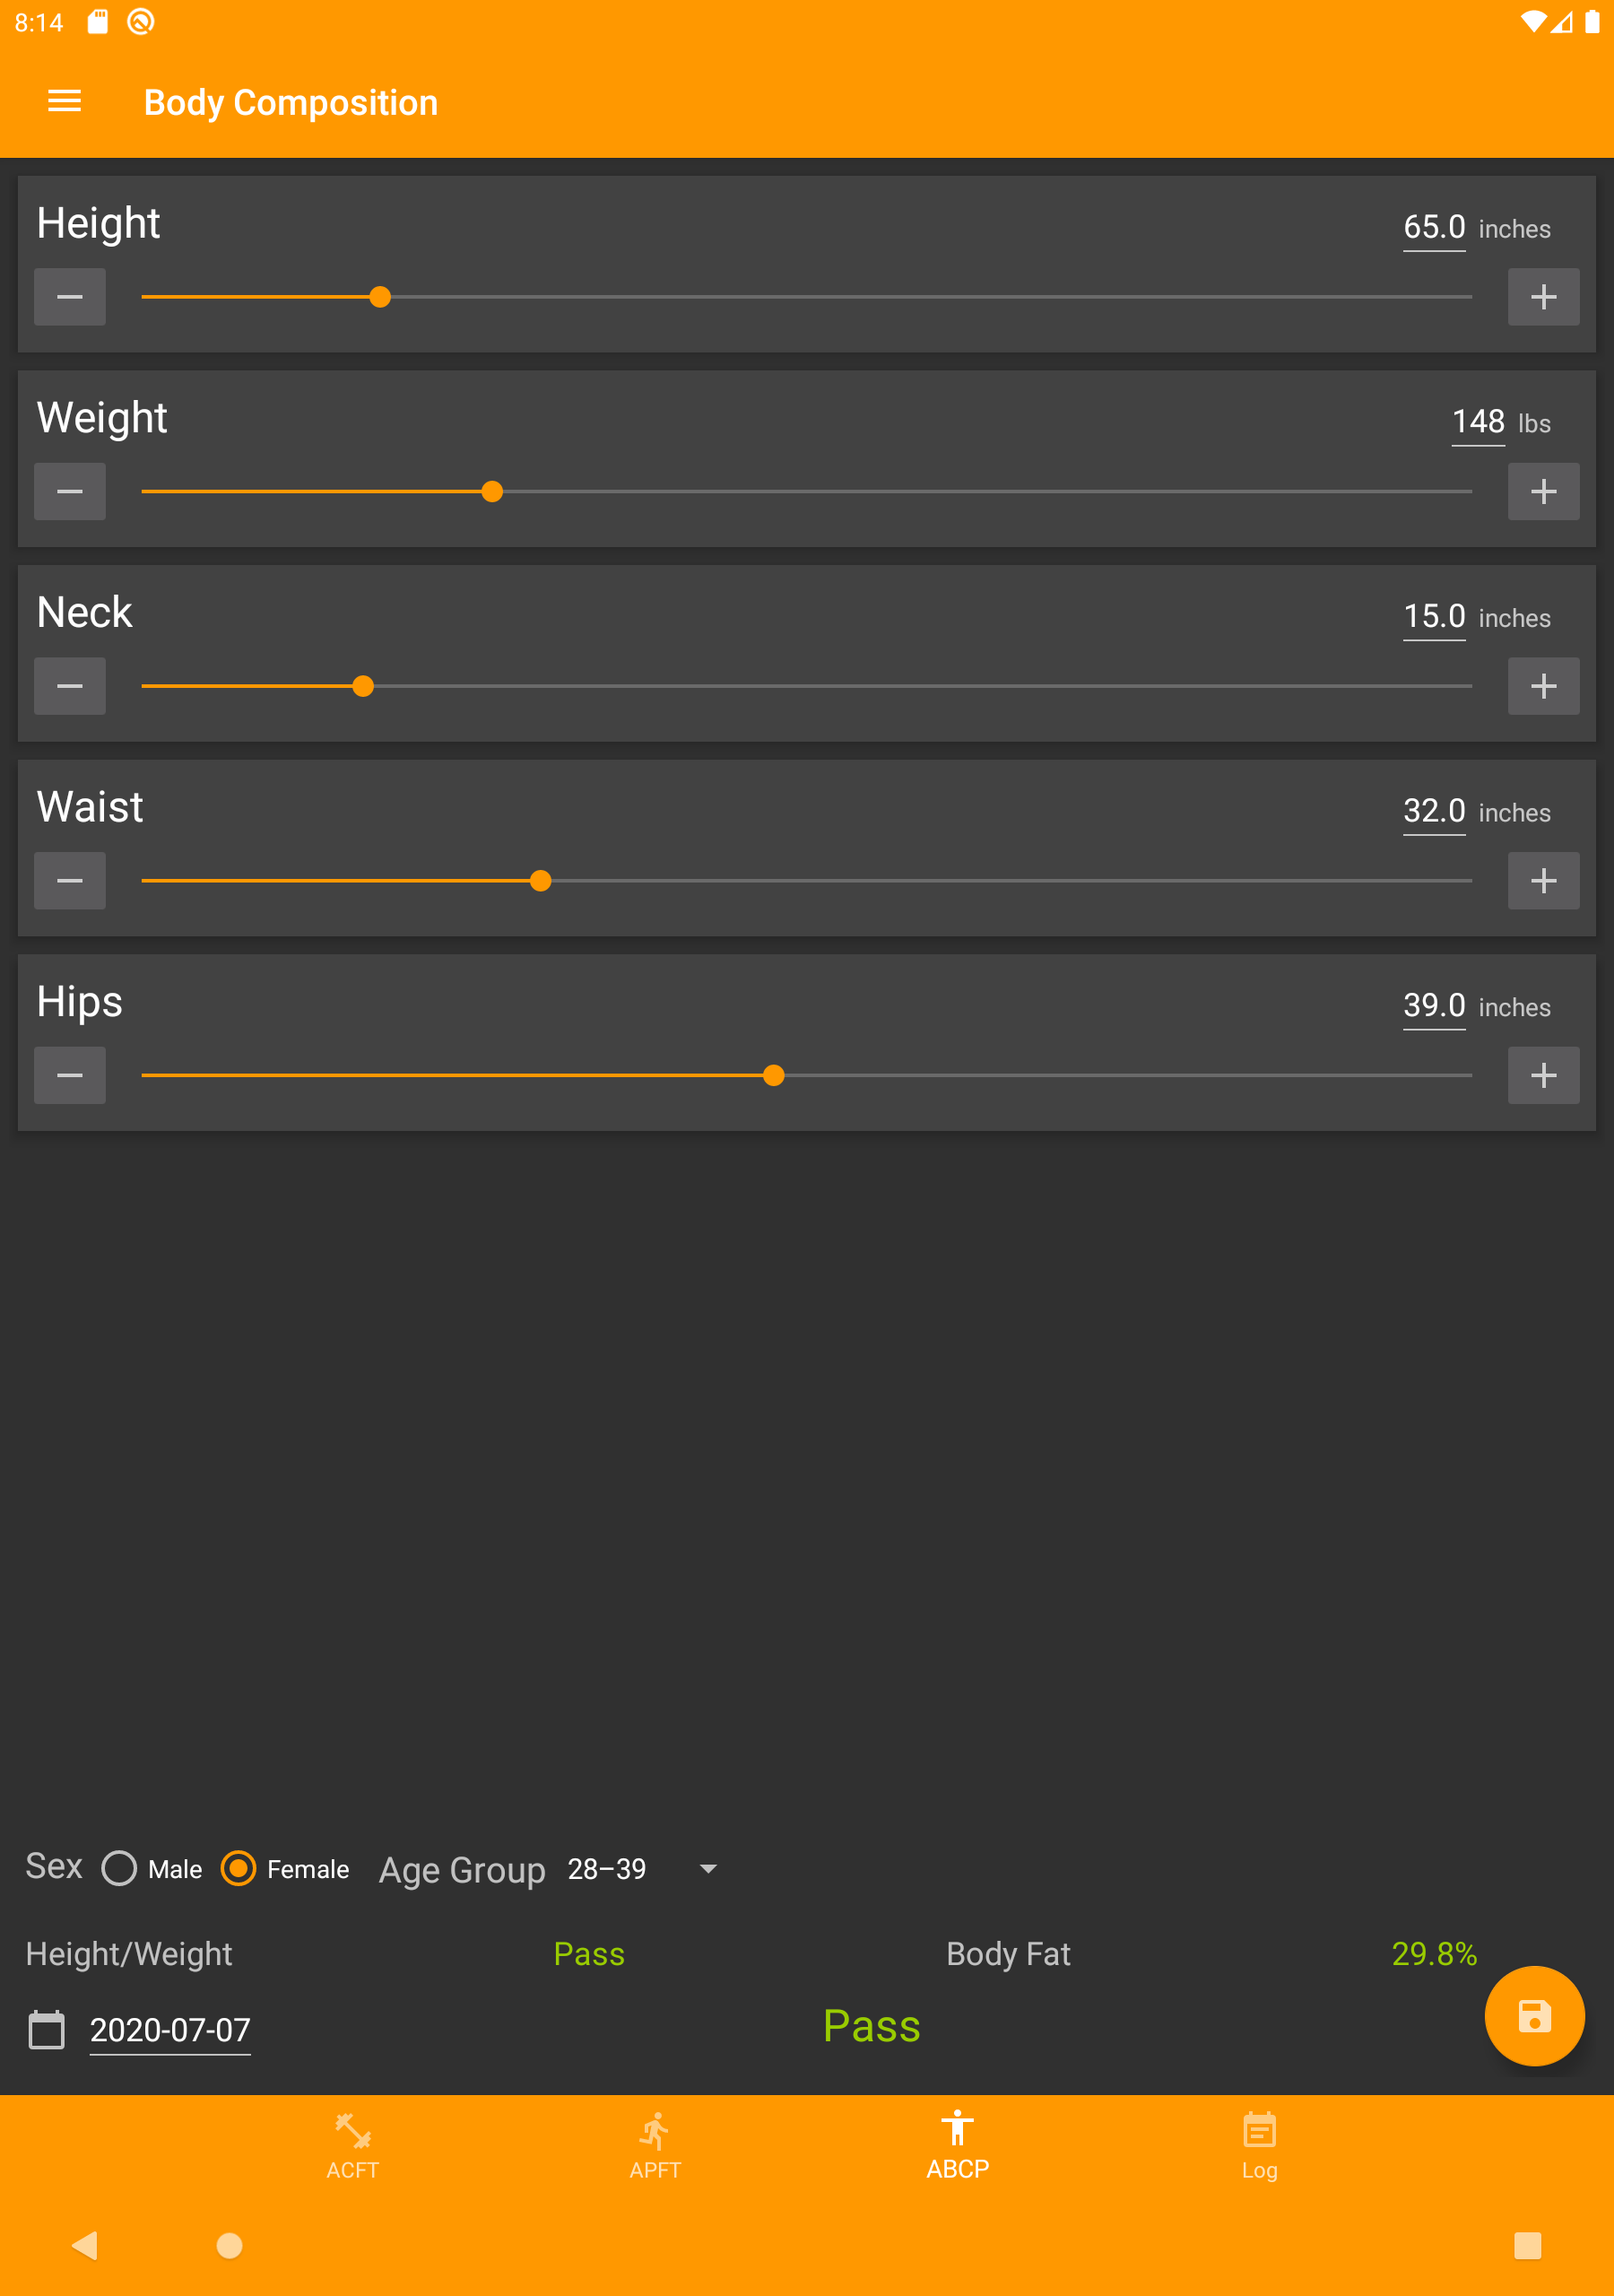 8:14
Body Composition
Height
65.0 inches
Weight
148 lbs
Neck
15.0 inches
Waist
32.0 inches
Hips
39.0 inches
Sex Male Female Age Group 28–39
Height/Weight Pass Body Fat 29.8%
2020-07-07 Pass
ACFT APFT ABCP Log